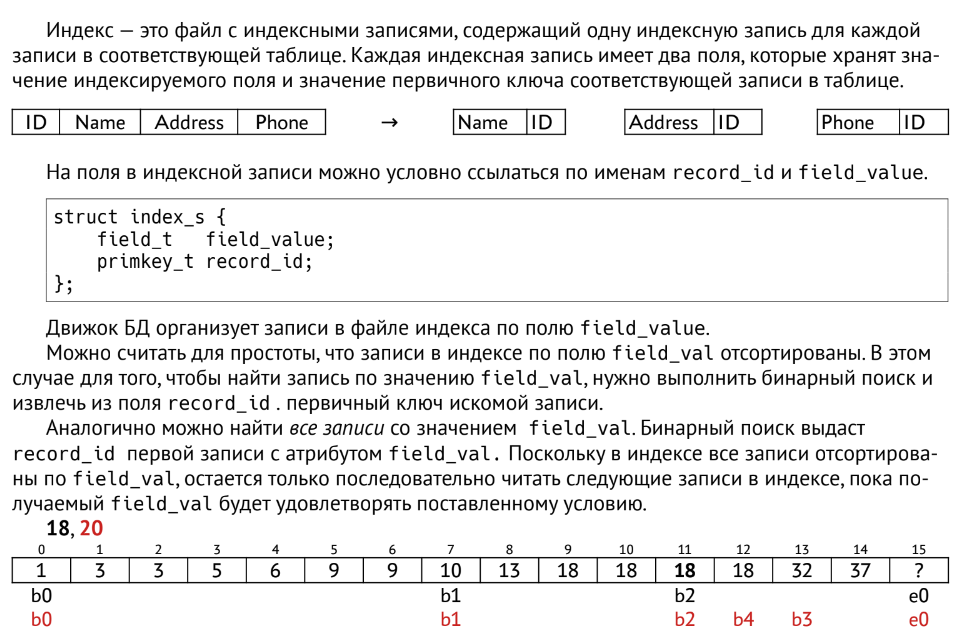 Индекс — это файл с индексными записями, содержащий одну индексную запись для каждой
записи в соответствующей таблице. Каждая индексная запись имеет два поля, которые хранят зна-
чение индексируемого поля и значение первичного ключа соответствующей записи в таблице.
ID Name Address Phone → Name ID Address ID Phone ID
На поля в индексной записи можно условно ссылаться по именам record_id и field_value.
struct index_s {
    field_t   field_value;
    primkey_t record_id;
};
Движок БД организует записи в файле индекса по полю field_value.
Можно считать для простоты, что записи в индексе по полю field_val отсортированы. В этом
случае для того, чтобы найти запись по значению field_val, нужно выполнить бинарный поиск и
извлечь из поля record_id . первичный ключ искомой записи.
Аналогично можно найти все записи со значением field_val. Бинарный поиск выдаст
record_id первой записи с атрибутом field_val. Поскольку в индексе все записи отсортирова-
ны по field_val, остается только последовательно читать следующие записи в индексе, пока по-
лучаемый field_val будет удовлетворять поставленному условию.
18, 20
0 1 2 3 4 5 6 7 8 9 10 11 12 13 14 15
1 3 3 5 6 9 9 10 13 18 18 18 18 32 37 ?
b0 b1 b2 e0
b0 b1 b2 b4 b3 e0